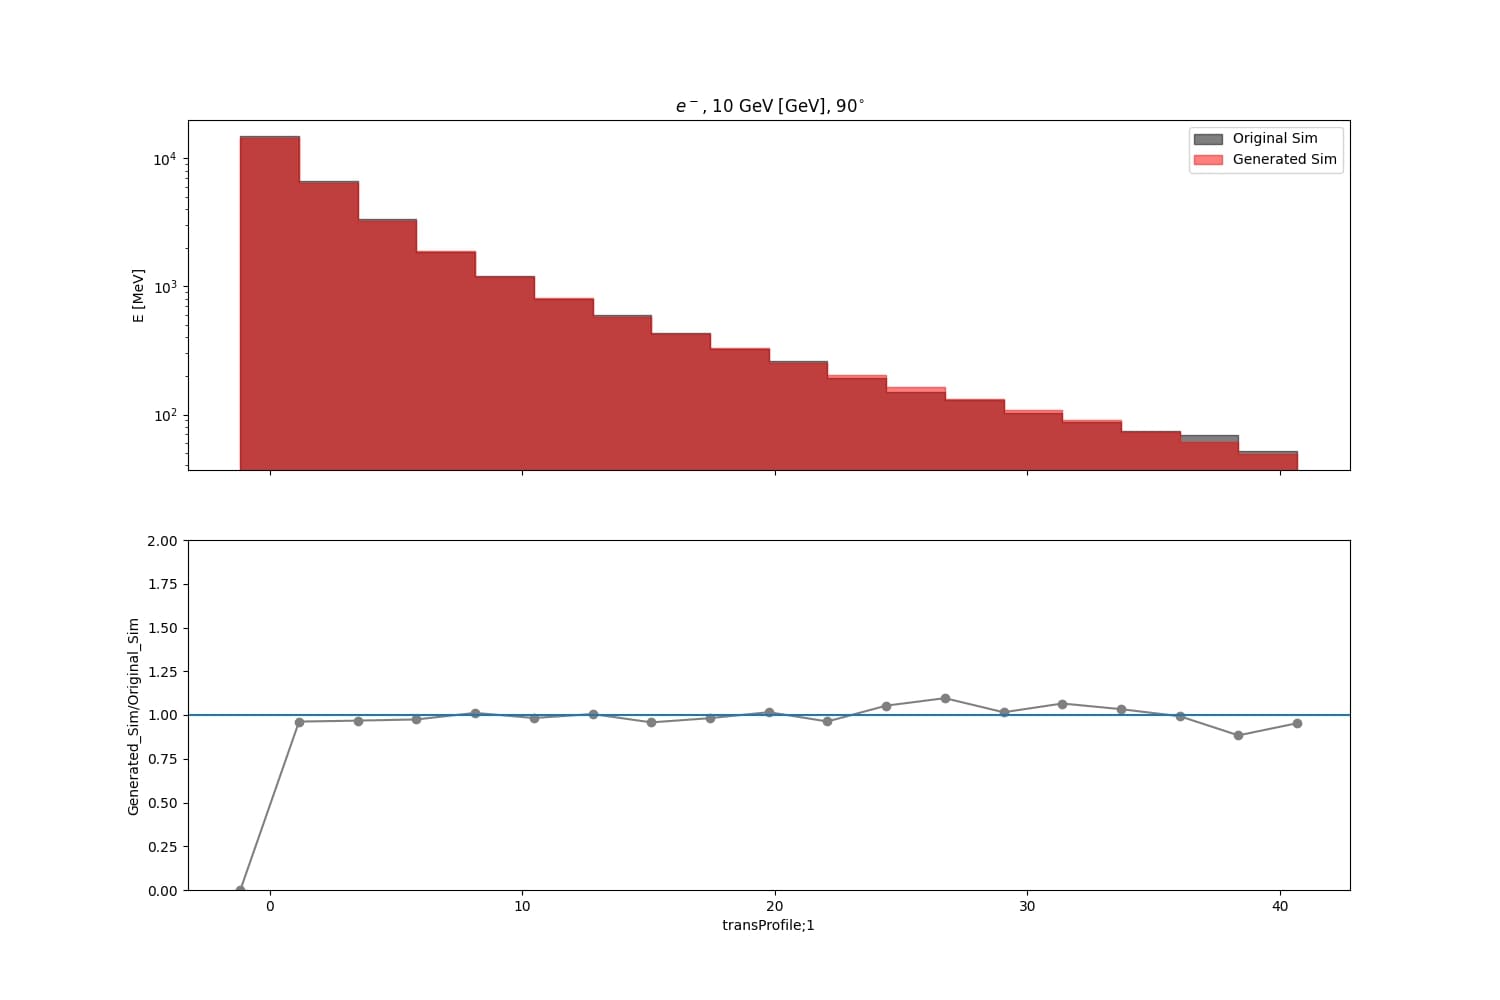 e⁻, 10 GeV [GeV], 90°
Original Sim
Generated Sim
E [MeV]
10⁴
10³
10²
Generated_Sim/Original_Sim
2.00
1.75
1.50
1.25
1.00
0.75
0.50
0.25
0.00
0 10 20 30 40
transProfile;1